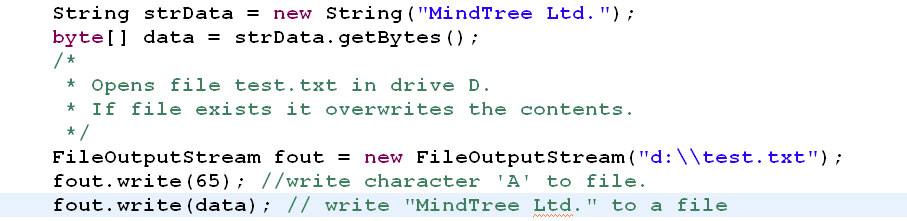 String strData = new String("MindTree Ltd.");
byte[] data = strData.getBytes();
/*
* Opens file test.txt in drive D.
* If file exists it overwrites the contents.
*/
FileOutputStream fout = new FileOutputStream("d:\\test.txt");
fout.write(65); //write character 'A' to file.
fout.write(data); // write "MindTree Ltd." to a file